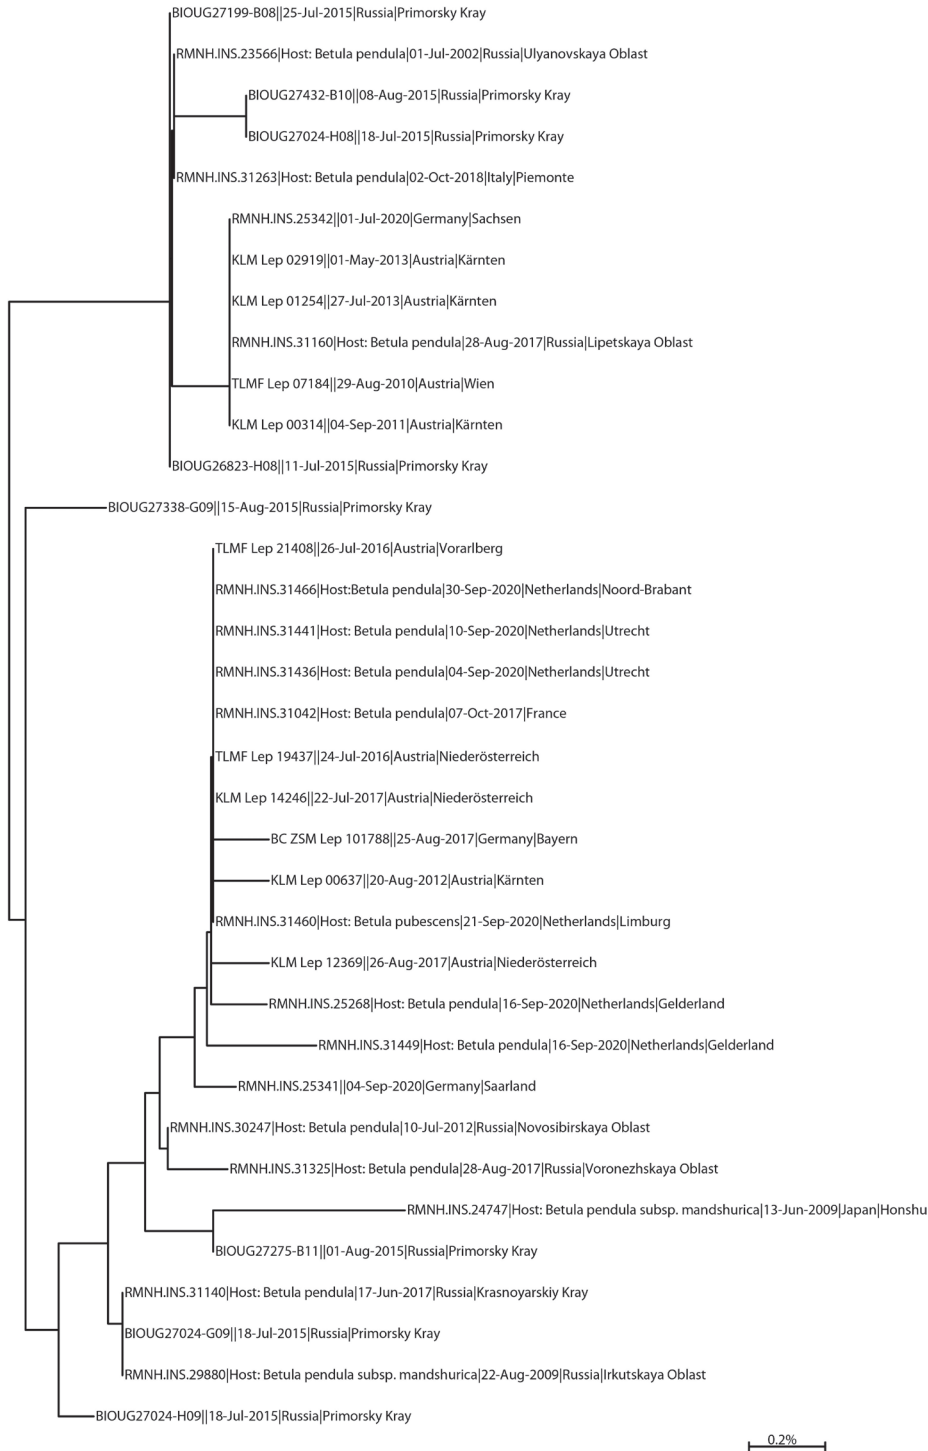 BIOUG27199-B08||25-Jul-2015|Russia|Primorsky Kray
RMNH.INS.23566|Host: Betula pendula|01-Jul-2002|Russia|Ulyanovskaya Oblast
BIOUG27432-B10||08-Aug-2015|Russia|Primorsky Kray
BIOUG27024-H08||18-Jul-2015|Russia|Primorsky Kray
RMNH.INS.31263|Host: Betula pendula|02-Oct-2018|Italy|Piemonte
RMNH.INS.25342||01-Jul-2020|Germany|Sachsen
KLM Lep 02919||01-May-2013|Austria|Kärnten
KLM Lep 01254||27-Jul-2013|Austria|Kärnten
RMNH.INS.31160|Host: Betula pendula|28-Aug-2017|Russia|Lipetskaya Oblast
TLMF Lep 07184||29-Aug-2010|Austria|Wien
KLM Lep 00314||04-Sep-2011|Austria|Kärnten
BIOUG26823-H08||11-Jul-2015|Russia|Primorsky Kray
BIOUG27338-G09||15-Aug-2015|Russia|Primorsky Kray
TLMF Lep 21408||26-Jul-2016|Austria|Vorarlberg
RMNH.INS.31466|Host:Betula pendula|30-Sep-2020|Netherlands|Noord-Brabant
RMNH.INS.31441|Host: Betula pendula|10-Sep-2020|Netherlands|Utrecht
RMNH.INS.31436|Host: Betula pendula|04-Sep-2020|Netherlands|Utrecht
RMNH.INS.31042|Host: Betula pendula|07-Oct-2017|France
TLMF Lep 19437||24-Jul-2016|Austria|Niederösterreich
KLM Lep 14246||22-Jul-2017|Austria|Niederösterreich
BC ZSM Lep 101788||25-Aug-2017|Germany|Bayern
KLM Lep 00637||20-Aug-2012|Austria|Kärnten
RMNH.INS.31460|Host: Betula pubescens|21-Sep-2020|Netherlands|Limburg
KLM Lep 12369||26-Aug-2017|Austria|Niederösterreich
RMNH.INS.25268|Host: Betula pendula|16-Sep-2020|Netherlands|Gelderland
RMNH.INS.31449|Host: Betula pendula|16-Sep-2020|Netherlands|Gelderland
RMNH.INS.25341||04-Sep-2020|Germany|Saarland
RMNH.INS.30247|Host: Betula pendula|10-Jul-2012|Russia|Novosibirskaya Oblast
RMNH.INS.31325|Host: Betula pendula|28-Aug-2017|Russia|Voronezhskaya Oblast
RMNH.INS.24747|Host: Betula pendula subsp. mandshurica|13-Jun-2009|Japan|Honshu
BIOUG27275-B11||01-Aug-2015|Russia|Primorsky Kray
RMNH.INS.31140|Host: Betula pendula|17-Jun-2017|Russia|Krasnoyarskiy Kray
BIOUG27024-G09||18-Jul-2015|Russia|Primorsky Kray
RMNH.INS.29880|Host: Betula pendula subsp. mandshurica|22-Aug-2009|Russia|Irkutskaya Oblast
BIOUG27024-H09||18-Jul-2015|Russia|Primorsky Kray
0.2%